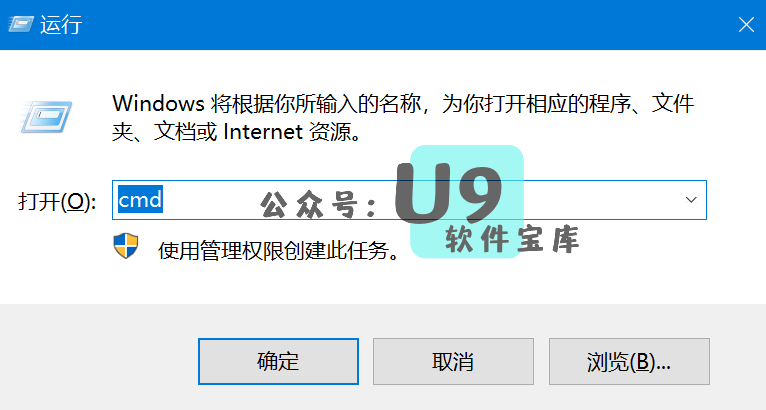 运行
Windows 将根据你所输入的名称，为你打开相应的程序、文件
夹、文档或 Internet 资源。
打开(O):
cmd
公众号：U9
软件宝库
使用管理权限创建此任务。
确定
取消
浏览(B)...